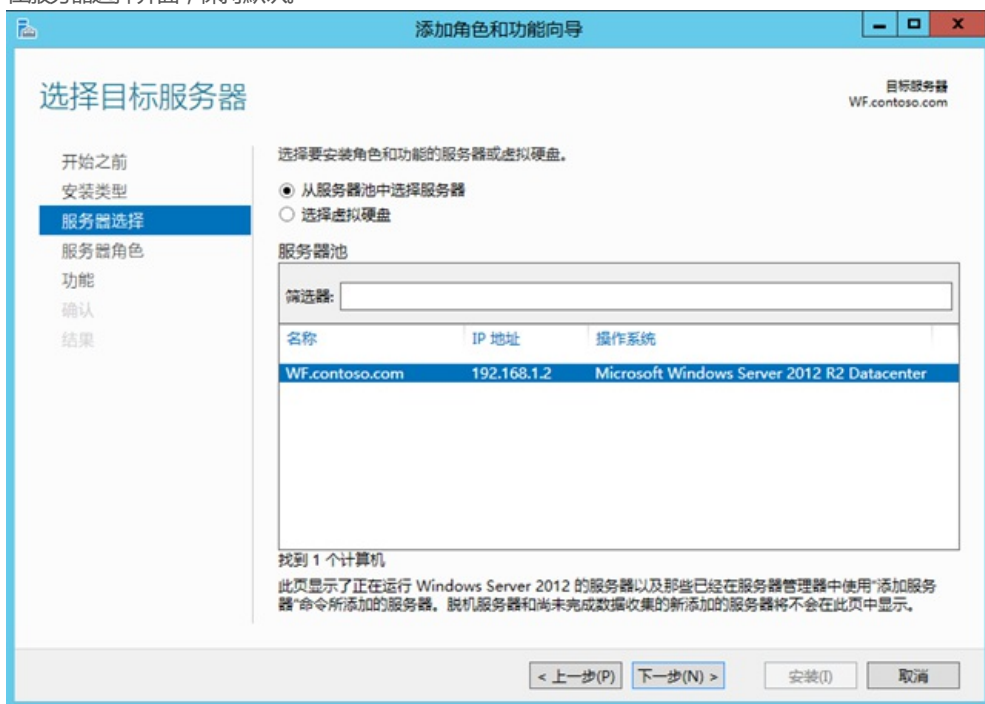 添加角色和功能向导
选择目标服务器
目标服务器
WF.contoso.com
开始之前
安装类型
服务器选择
服务器角色
功能
确认
结果
选择要安装角色和功能的服务器或虚拟硬盘。
从服务器池中选择服务器
选择虚拟硬盘
服务器池
筛选器:
名称 IP 地址 操作系统
WF.contoso.com 192.168.1.2 Microsoft Windows Server 2012 R2 Datacenter
找到 1 个计算机
此页显示了正在运行 Windows Server 2012 的服务器以及那些已经在服务器管理器中使用"添加服务
器"命令所添加的服务器。脱机服务器和尚未完成数据收集的新添加的服务器将不会在此页中显示。
< 上一步(P) 下一步(N) > 安装(I) 取消